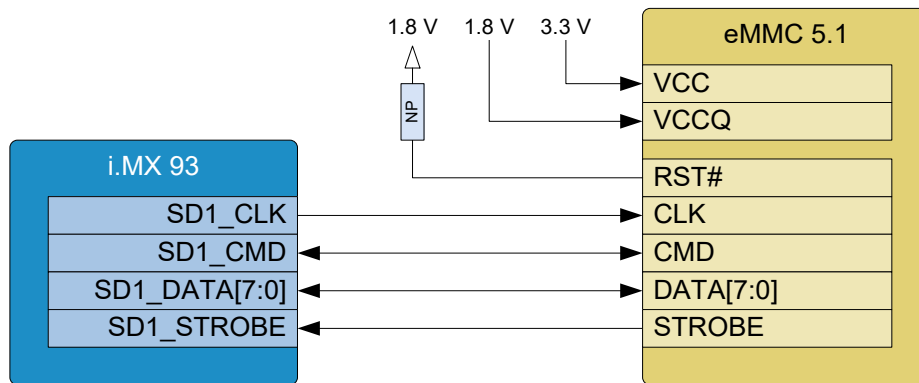 1.8 V 1.8 V 3.3 V
eMMC 5.1
VCC
VCCQ
NP
i.MX 93
RST#
SD1_CLK CLK
SD1_CMD CMD
SD1_DATA[7:0] DATA[7:0]
SD1_STROBE STROBE